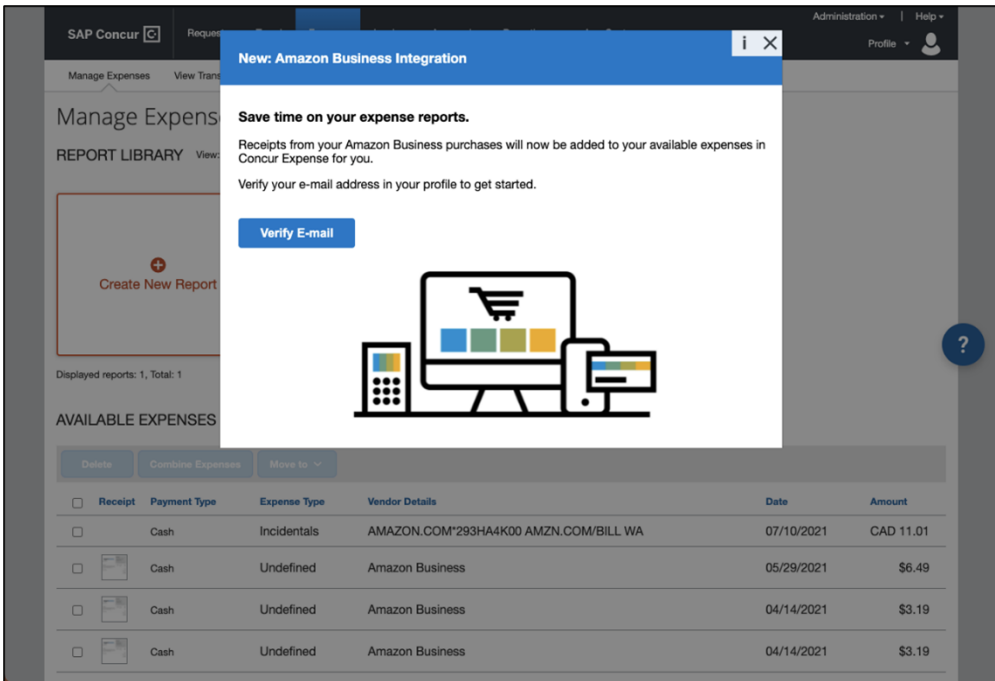 Administration | Help
SAP Concur C
Profile
New: Amazon Business Integration
i
Manage Expenses View
Manage
Save time on your expense reports.
Receipts from your Amazon Business purchases will now be added to your available expenses in
REPORT LIBRARY View:
Concur Expense for you.
Verify your e-mail address in your profile to get started.
Verify E-mail
Create New Report
?
Displayed reports: 1, Total: 1
AVAILABLE EXPENSES
Delete Combine Expenses Move to
Receipt Payment Type Expense Type Vendor Details Date Amount
Cash Incidentals AMAZON.COM*293HA4K00 AMZN.COM/BILL WA 07/10/2021 CAD 11.01
Cash Undefined Amazon Business 05/29/2021 $6.49
Cash Undefined Amazon Business 04/14/2021 $3.19
Cash Undefined Amazon Business 04/14/2021 $3.19